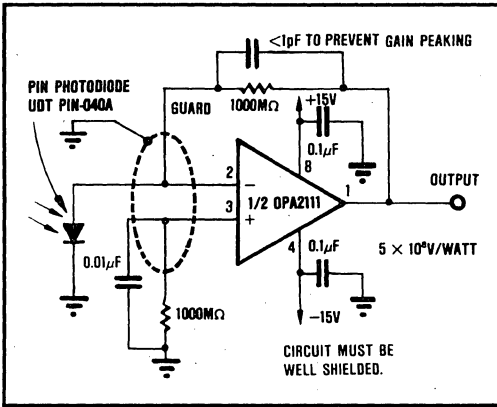 <1pF TO PREVENT GAIN PEAKING
PIN PHOTODIODE
UDT PIN-040A
GUARD
1000MΩ
+15V
0.1µF
8
2
1/2 OPA2111
1
OUTPUT
3
4
0.1µF
5 × 10⁸V/WATT
0.01µF
1000MΩ
-15V
CIRCUIT MUST BE
WELL SHIELDED.